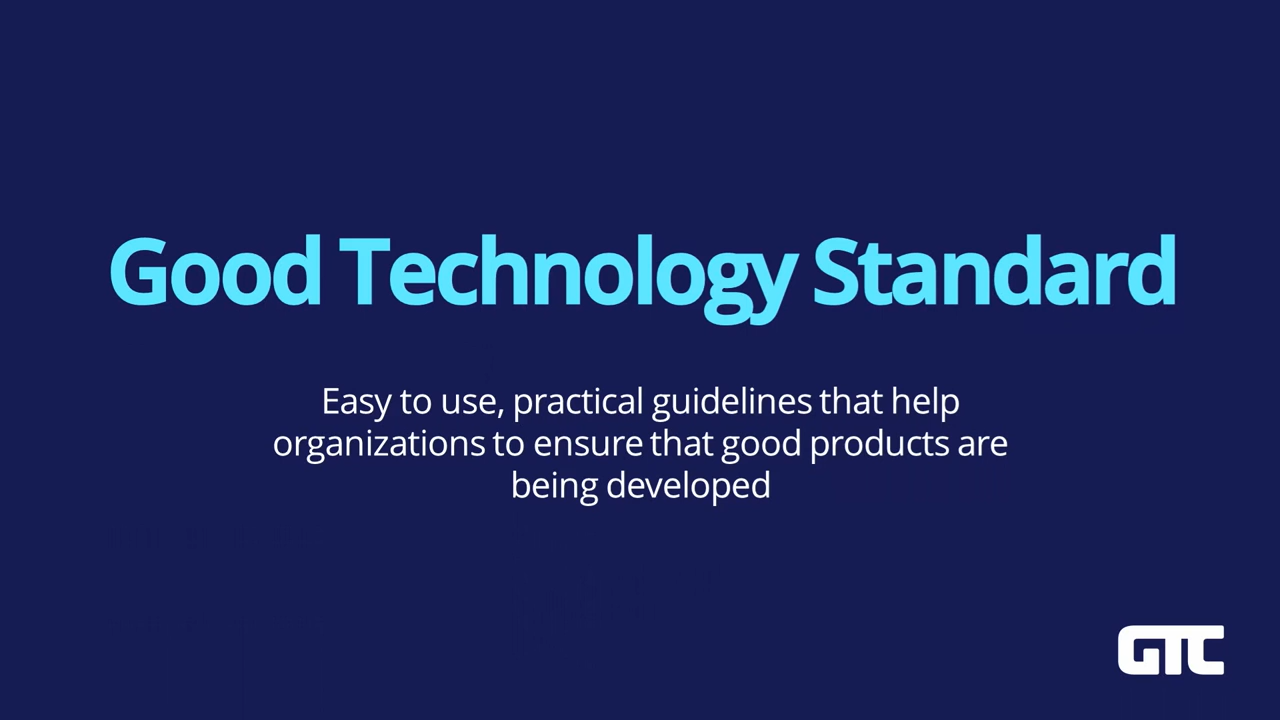 Good Technology Standard
Easy to use, practical guidelines that help
organizations to ensure that good products are
being developed
GTC